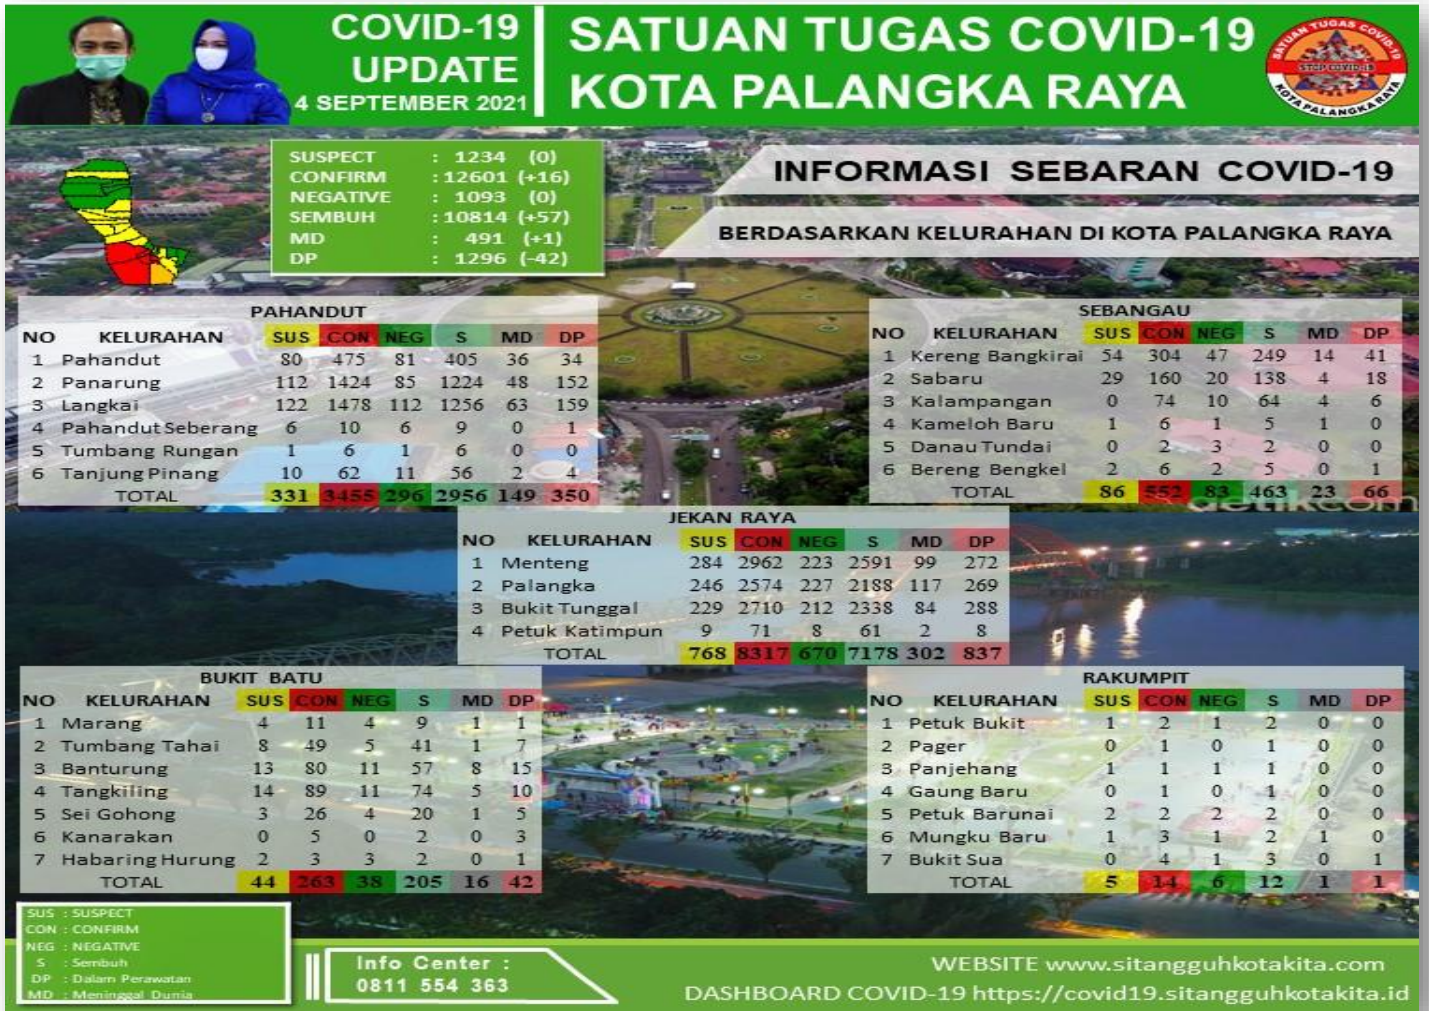 COVID-19
UPDATE
4 SEPTEMBER 2021
SATUAN TUGAS COVID-19
KOTA PALANGKA RAYA
SATUAN TUGAS COVID-19
STOP COVID-19
KOTA PALANGKA RAYA
SUSPECT : 1234 (0)
CONFIRM : 12601 (+16)
NEGATIVE : 1093 (0)
SEMBUH : 10814 (+57)
MD : 491 (+1)
DP : 1296 (-42)
INFORMASI SEBARAN COVID-19
BERDASARKAN KELURAHAN DI KOTA PALANGKA RAYA
PAHANDUT
NO KELURAHAN SUS CON NEG S MD DP
1 Pahandut 80 475 81 405 36 34
2 Panarung 112 1424 85 1224 48 152
3 Langkai 122 1478 112 1256 63 159
4 Pahandut Seberang 6 10 6 9 0 1
5 Tumbang Rungan 1 6 1 6 0 0
6 Tanjung Pinang 10 62 11 56 2 4
TOTAL 331 3455 296 2956 149 350
SEBANGAU
NO KELURAHAN SUS CON NEG S MD DP
1 Kereng Bangkirai 54 304 47 249 14 41
2 Sabaru 29 160 20 138 4 18
3 Kalampangan 0 74 10 64 4 6
4 Kameloh Baru 1 6 1 5 1 0
5 Danau Tundai 0 2 3 2 0 0
6 Bereng Bengkel 2 6 2 5 0 1
TOTAL 86 552 83 463 23 66
detikcom
JEKAN RAYA
NO KELURAHAN SUS CON NEG S MD DP
1 Menteng 284 2962 223 2591 99 272
2 Palangka 246 2574 227 2188 117 269
3 Bukit Tunggal 229 2710 212 2338 84 288
4 Petuk Katimpun 9 71 8 61 2 8
TOTAL 768 8317 670 7178 302 837
BUKIT BATU
NO KELURAHAN SUS CON NEG S MD DP
1 Marang 4 11 4 9 1 1
2 Tumbang Tahai 8 49 5 41 1 7
3 Banturung 13 80 11 57 8 15
4 Tangkiling 14 89 11 74 5 10
5 Sei Gohong 3 26 4 20 1 5
6 Kanarakan 0 5 0 2 0 3
7 Habaring Hurung 2 3 3 2 0 1
TOTAL 44 263 38 205 16 42
RAKUMPIT
NO KELURAHAN SUS CON NEG S MD DP
1 Petuk Bukit 1 2 1 2 0 0
2 Pager 0 1 0 1 0 0
3 Panjehang 1 1 1 1 0 0
4 Gaung Baru 0 1 0 1 0 0
5 Petuk Barunai 2 2 2 2 0 0
6 Mungku Baru 1 3 1 2 1 0
7 Bukit Sua 0 4 1 3 0 1
TOTAL 5 14 6 12 1 1
SUS : SUSPECT
CON : CONFIRM
NEG : NEGATIVE
S : Sembuh
DP : Dalam Perawatan
MD : Meninggal Dunia
Info Center :
0811 554 363
WEBSITE www.sitangguhkotakita.com
DASHBOARD COVID-19 https://covid19.sitangguhkotakita.id